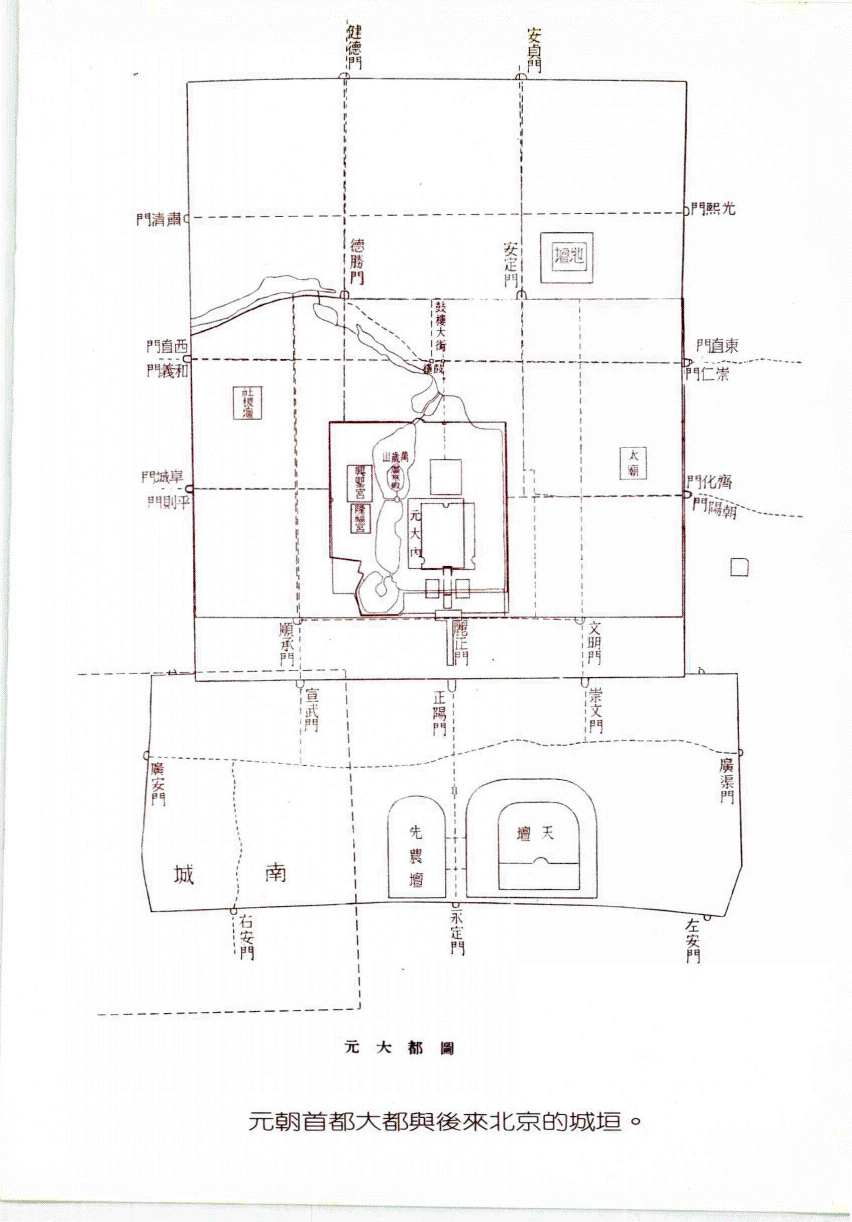 健德門
安貞門
肅清門
光熙門
德勝門
安定門
地壇
鼓樓大街
西直門
和義門
東直門
崇仁門
社稷壇
萬歲山
廣寒殿
興聖宮
隆福宮
元大內
太廟
阜城門
平則門
齊化門
朝陽門
順承門
麗正門
文明門
宣武門
正陽門
崇文門
廣安門
廣渠門
先農壇
天壇
南城
右安門
永定門
左安門
元大都圖
元朝首都大都與後來北京的城垣。